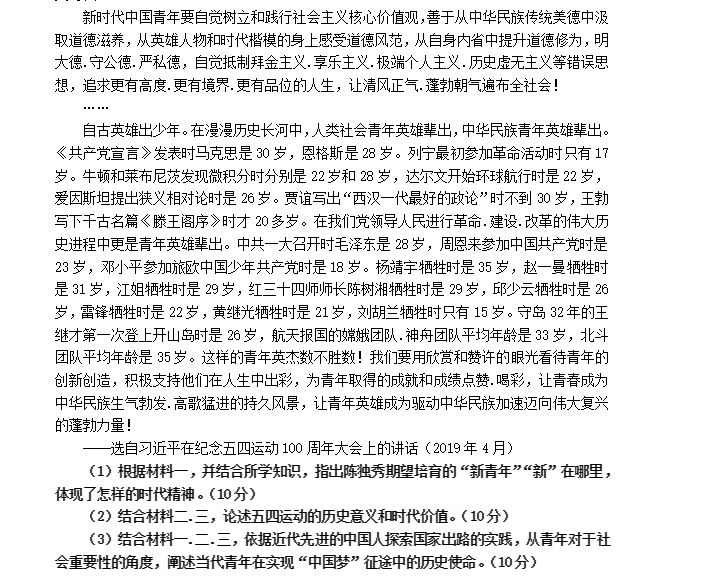 新时代中国青年要自觉树立和践行社会主义核心价值观，善于从中华民族传统美德中汲
取道德滋养，从英雄人物和时代楷模的身上感受道德风范，从自身内省中提升道德修为，明
大德.守公德.严私德，自觉抵制拜金主义.享乐主义.极端个人主义.历史虚无主义等错误思
想，追求更有高度.更有境界.更有品位的人生，让清风正气.蓬勃朝气遍布全社会！
……
自古英雄出少年。在漫漫历史长河中，人类社会青年英雄辈出，中华民族青年英雄辈出。
《共产党宣言》发表时马克思是 30 岁，恩格斯是 28 岁。列宁最初参加革命活动时只有 17
岁。牛顿和莱布尼茨发现微积分时分别是 22 岁和 28 岁，达尔文开始环球航行时是 22 岁，
爱因斯坦提出狭义相对论时是 26 岁。贾谊写出“西汉一代最好的政论”时不到 30 岁，王勃
写下千古名篇《滕王阁序》时才 20 多岁。在我们党领导人民进行革命.建设.改革的伟大历
史进程中更是青年英雄辈出。中共一大召开时毛泽东是 28 岁，周恩来参加中国共产党时是
23 岁，邓小平参加旅欧中国少年共产党时是 18 岁。杨靖宇牺牲时是 35 岁，赵一曼牺牲时
是 31 岁，江姐牺牲时是 29 岁，红三十四师师长陈树湘牺牲时是 29 岁，邱少云牺牲时是 26
岁，雷锋牺牲时是 22 岁，黄继光牺牲时是 21 岁，刘胡兰牺牲时只有 15 岁。守岛 32 年的王
继才第一次登上开山岛时是 26 岁，航天报国的嫦娥团队.神舟团队平均年龄是 33 岁，北斗
团队平均年龄是 35 岁。这样的青年英杰数不胜数！我们要用欣赏和赞许的眼光看待青年的
创新创造，积极支持他们在人生中出彩，为青年取得的成就和成绩点赞.喝彩，让青春成为
中华民族生气勃发.高歌猛进的持久风景，让青年英雄成为驱动中华民族加速迈向伟大复兴
的蓬勃力量！
——选自习近平在纪念五四运动 100 周年大会上的讲话（2019 年 4 月）
（1）根据材料一，并结合所学知识，指出陈独秀期望培育的“新青年”“新”在哪里，
体现了怎样的时代精神。（10 分）
（2）结合材料二.三，论述五四运动的历史意义和时代价值。（10 分）
（3）结合材料一.二.三，依据近代先进的中国人探索国家出路的实践，从青年对于社
会重要性的角度，阐述当代青年在实现“中国梦”征途中的历史使命。（10 分）